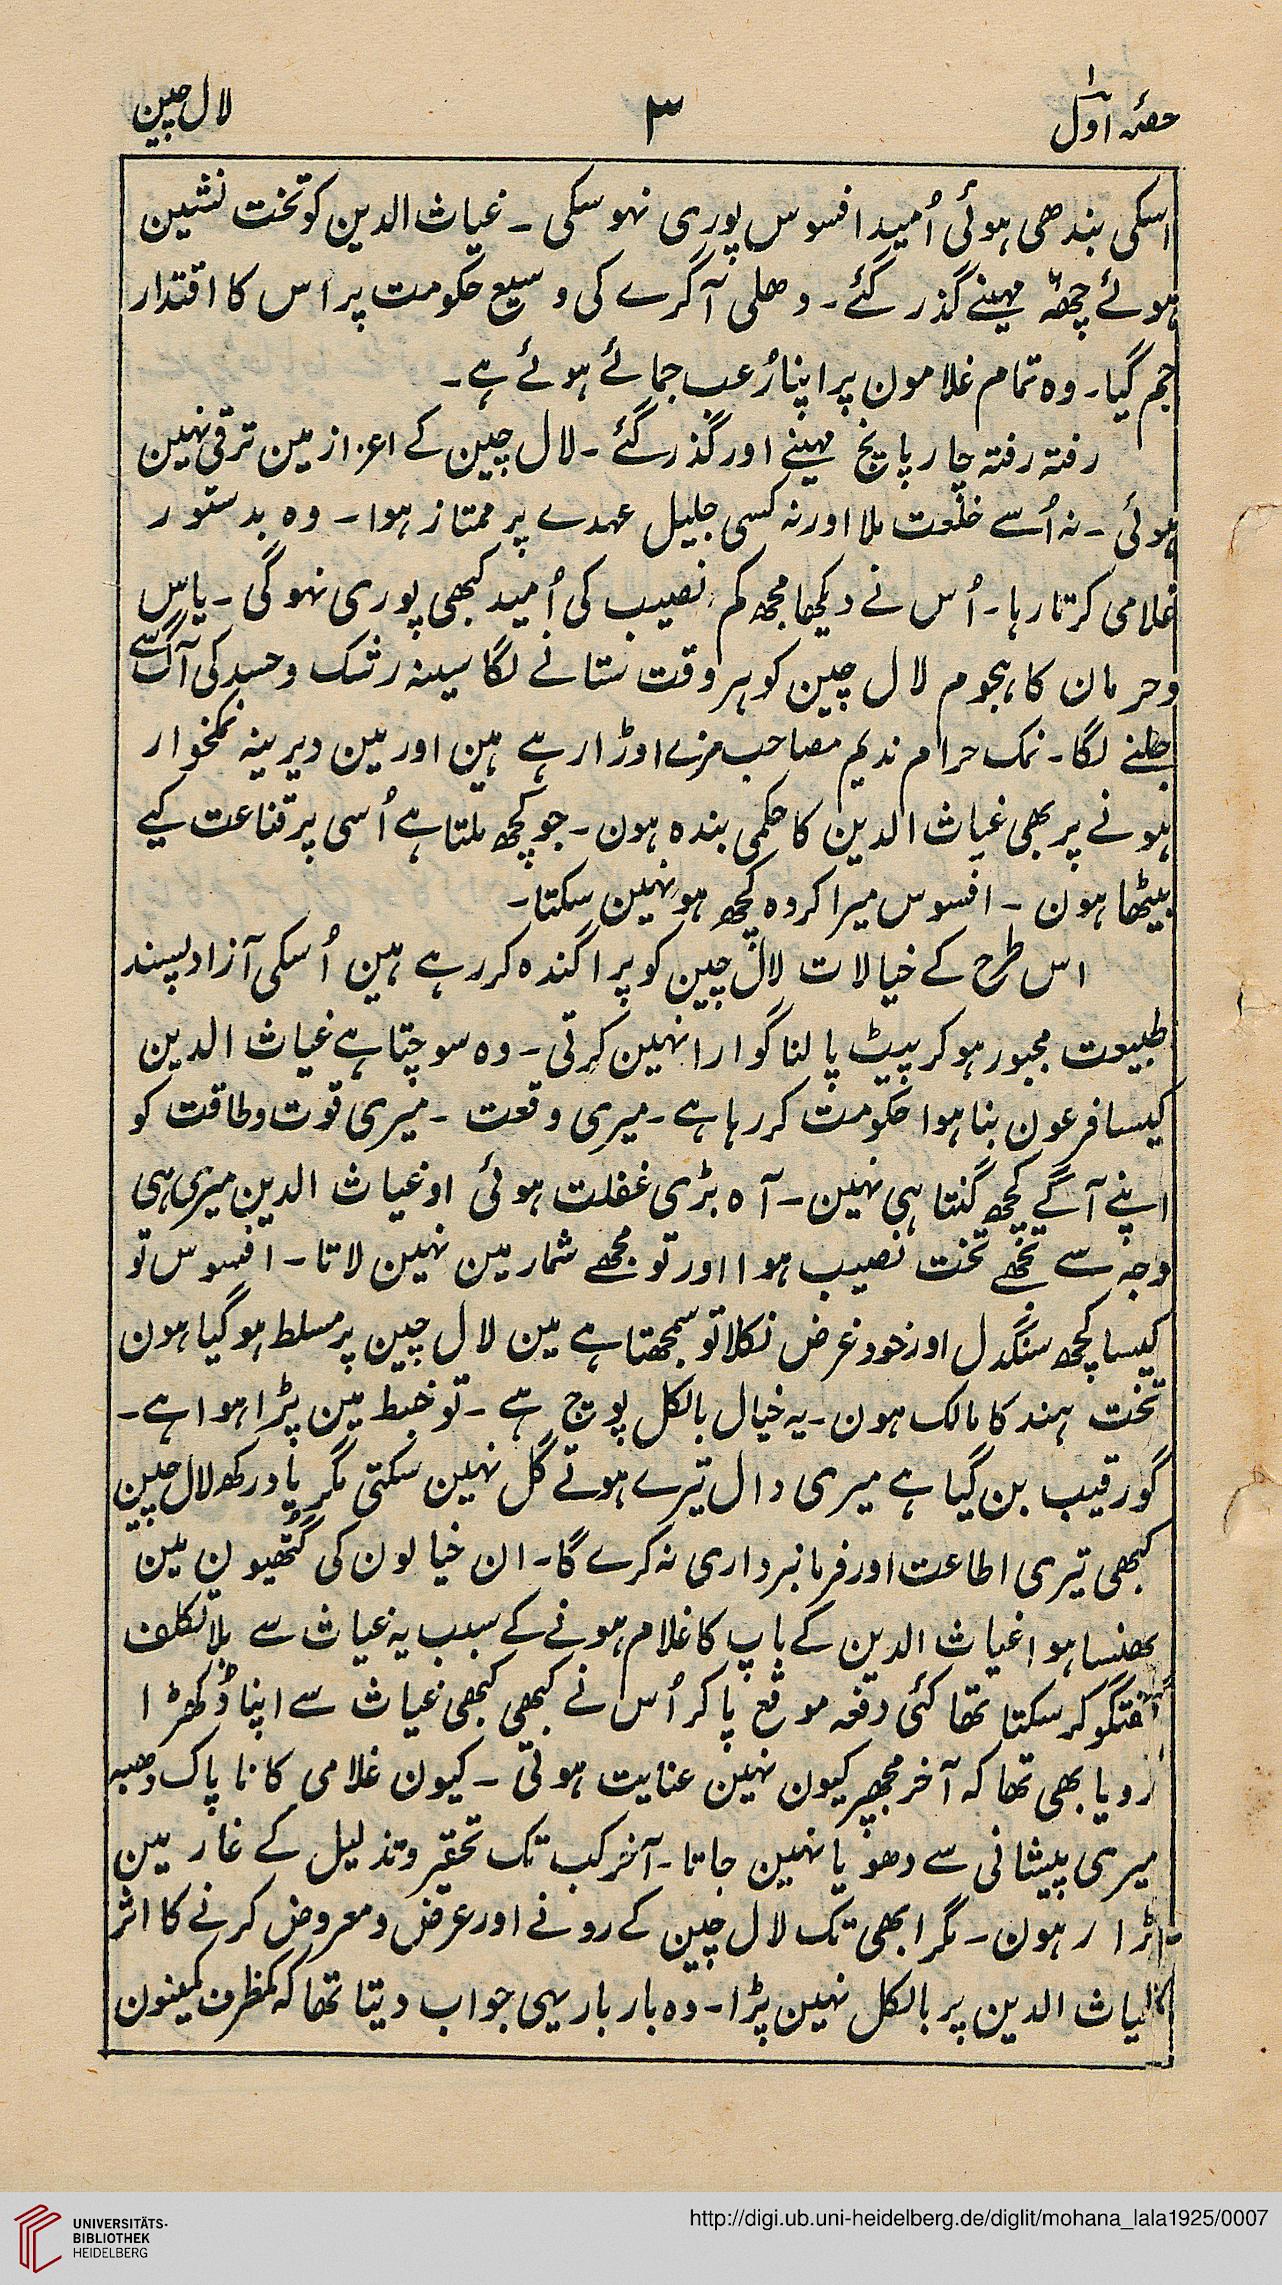 حصہ اول ۳ لال چین
اسکی بندھی ہوئی اُمید افسوس پوری نہو سکی ۔ غیاث الدین کو تخت نشین
ہوئے چھہ مہینے گذر گئے ۔ دھلی آگرے کی وسیع حکومت پر اس کا اقتدار
جم گیا ۔ وہ تمام غلامون پر اپنا رُعب جمائے ہوئے ہے ۔
رفتہ رفتہ چار پانچ مہینے اور گذر گئے ۔ لال چین کے اعزاز مین ترقی نہین
ہوئی ۔ نہ اُسے خلعت ملا اور نہ کسی جلیل عہدے پر ممتاز ہوا ۔ وہ بدستور
غلامی کرتا رہا ۔ اُس نے دیکھا مجھ کم نصیب کی اُمید کبھی پوری نہوگی ۔ یاس
وحرمان کا ہجوم لال چین کو ہر وقت ستانے لگا سینہ رشک وحسد کی آگ سے
جلنے لگا ۔ نمک حرام ندیم مصاحب مزے اوڑا رہے ہین اور مین دیرینہ نمکخوار
ہونے پر بھی غیاث الدین کا حکمی بندہ ہون ۔ جو کچھ ملتا ہے اُسی پر قناعت کیے
بیٹھا ہون ۔ افسوس میرا کردہ کچھ ہو نہین سکتا ۔
اس طرح کے خیالات لال چین کو پراگندہ کر رہے ہین اُسکی آزاد پسند
طبیعت مجبور ہو کر پیٹ پالنا گوارا نہین کرتی ۔ وہ سوچتا ہے غیاث الدین
کیسا فرعون بنا ہوا حکومت کر رہا ہے ۔ میری وقعت ۔ میری قوت وطاقت کو
اپنے آگے کچھ گنتا ہی نہین ۔ آہ بڑی غفلت ہوئی او غیاث الدین میری ہی
وجہ سے تجھے تخت نصیب ہوا اور تو مجھے شمار مین نہین لاتا ۔ افسوس تو
کیسا کچھ سنگدل اور خود غرض نکلا تو سمجھتا ہے مین لال چین پر مسلط ہو گیا ہون
تخت ہند کا مالک ہون ۔ یہ خیال بالکل پوچ ہے ۔ تو خبط مین پڑا ہوا ہے ۔
گو رقیب بن گیا ہے میری دال تیرے ہوتے گل نہین سکتی مگر یاد رکھ لال چین
کبھی تیری اطاعت اور فرمانبرداری نہ کرے گا ۔ ان خیالون کی گتھیون مین
پھنسا ہوا غیاث الدین کے باپ کا غلام ہونے کے سبب یہ غیاث سے بلا تکلف
گفتگو کر سکتا تھا کئی دفعہ موقع پا کر اُس نے کبھی کبھی غیاث سے اپنا دُکھڑا
رویا بھی تھا کہ آخر مجھپر کیون نہین عنایت ہوتی ۔ کیون غلامی کا ناپاک دھبہ
میری پیشانی سے دھویا نہین جاتا ۔ آخر کب تک تحقیر وتذلیل کے غار مین
پڑا رہون ۔ مگر ابھی تک لال چین کے رونے اور عرض ومعروض کرنے کا اثر
غیاث الدین پر بالکل نہین پڑا ۔ وہ بار بار یہی جواب دیتا تھا کہ کمظرف کمینون
UNIVERSITÄTS-
BIBLIOTHEK
HEIDELBERG
http://digi.ub.uni-heidelberg.de/diglit/mohana_lala1925/0007